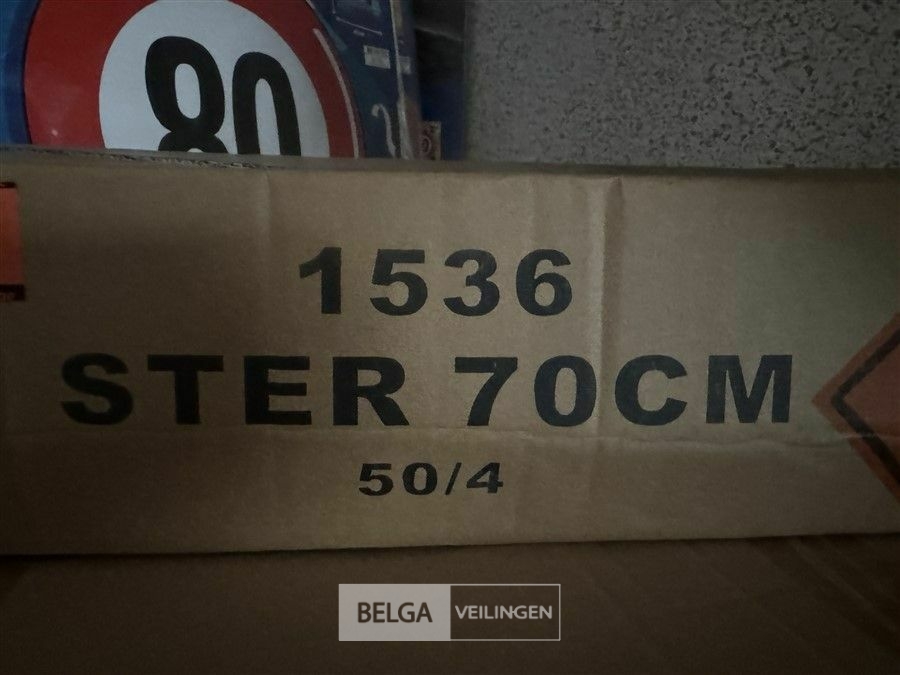 80
1536
STER 70CM
50/4
BELGA VEILINGEN